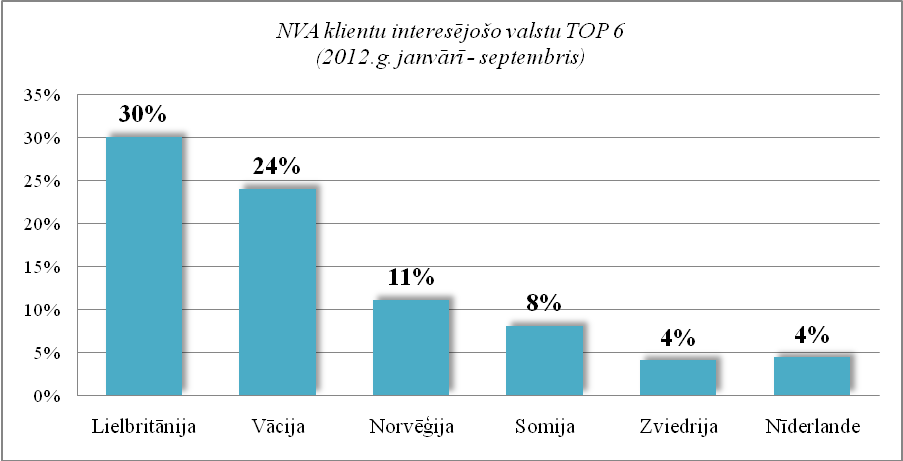 NVA klientu interesējošo valstu TOP 6
(2012.g. janvārī - septembris)
35%
30%
25%
20%
15%
10%
5%
0%
30%
24%
11%
8%
4%
4%
Lielbritānija
Vācija
Norvēģija
Somija
Zviedrija
Nīderlande